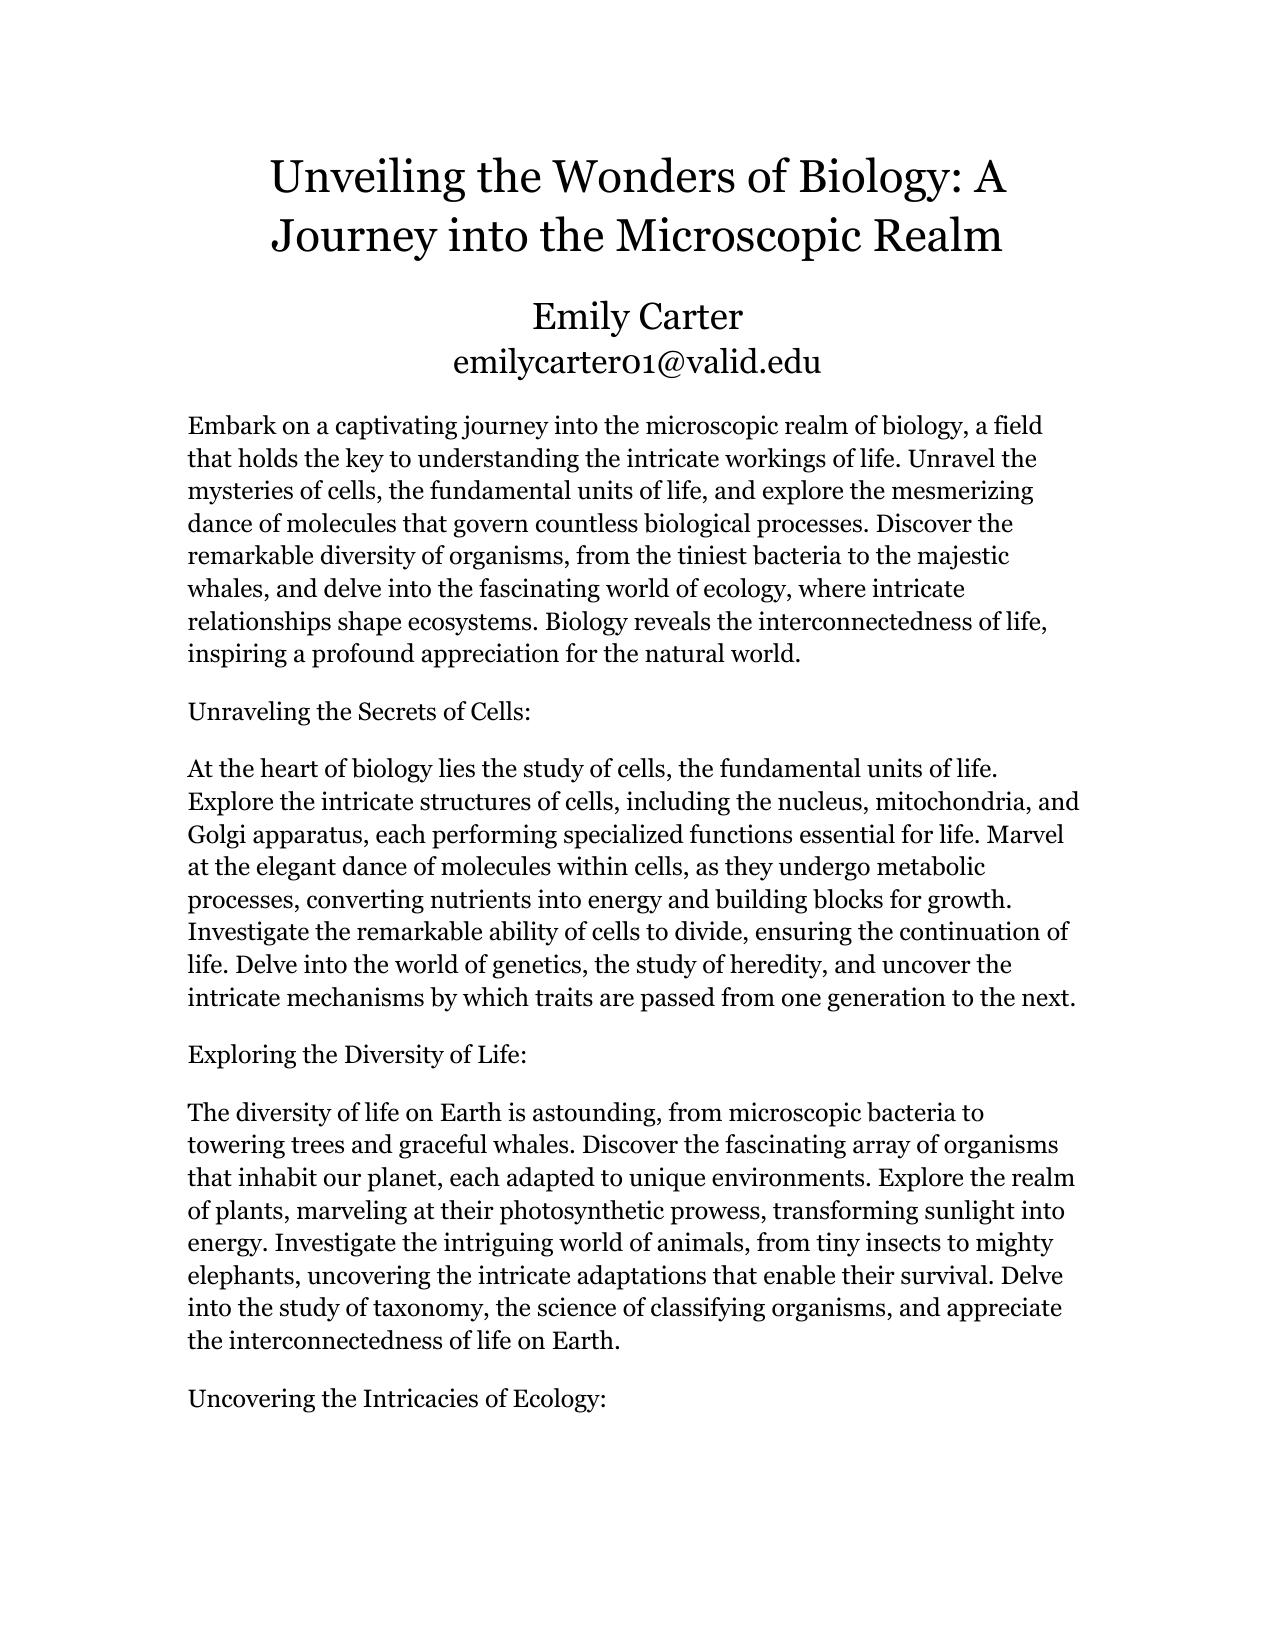 Unveiling the Wonders of Biology: A
Journey into the Microscopic Realm
Emily Carter
emilycarter01@valid.edu
Embark on a captivating journey into the microscopic realm of biology, a field
that holds the key to understanding the intricate workings of life. Unravel the
mysteries of cells, the fundamental units of life, and explore the mesmerizing
dance of molecules that govern countless biological processes. Discover the
remarkable diversity of organisms, from the tiniest bacteria to the majestic
whales, and delve into the fascinating world of ecology, where intricate
relationships shape ecosystems. Biology reveals the interconnectedness of life,
inspiring a profound appreciation for the natural world.
Unraveling the Secrets of Cells:
At the heart of biology lies the study of cells, the fundamental units of life.
Explore the intricate structures of cells, including the nucleus, mitochondria, and
Golgi apparatus, each performing specialized functions essential for life. Marvel
at the elegant dance of molecules within cells, as they undergo metabolic
processes, converting nutrients into energy and building blocks for growth.
Investigate the remarkable ability of cells to divide, ensuring the continuation of
life. Delve into the world of genetics, the study of heredity, and uncover the
intricate mechanisms by which traits are passed from one generation to the next.
Exploring the Diversity of Life:
The diversity of life on Earth is astounding, from microscopic bacteria to
towering trees and graceful whales. Discover the fascinating array of organisms
that inhabit our planet, each adapted to unique environments. Explore the realm
of plants, marveling at their photosynthetic prowess, transforming sunlight into
energy. Investigate the intriguing world of animals, from tiny insects to mighty
elephants, uncovering the intricate adaptations that enable their survival. Delve
into the study of taxonomy, the science of classifying organisms, and appreciate
the interconnectedness of life on Earth.
Uncovering the Intricacies of Ecology: